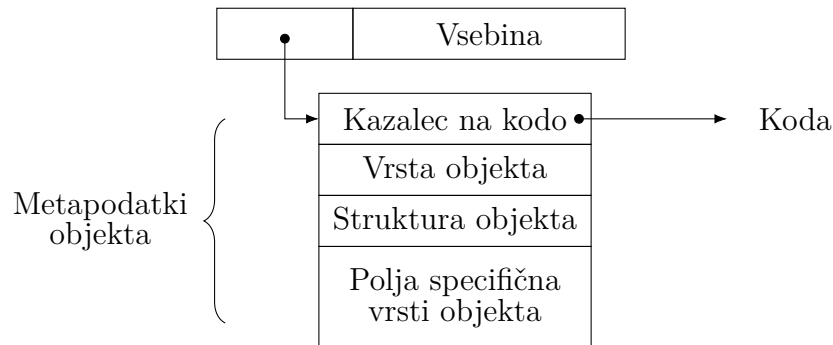 Vsebina
Kazalec na kodo
Koda
Vrsta objekta
Metapodatki
objekta
Struktura objekta
Polja specifična
vrsti objekta